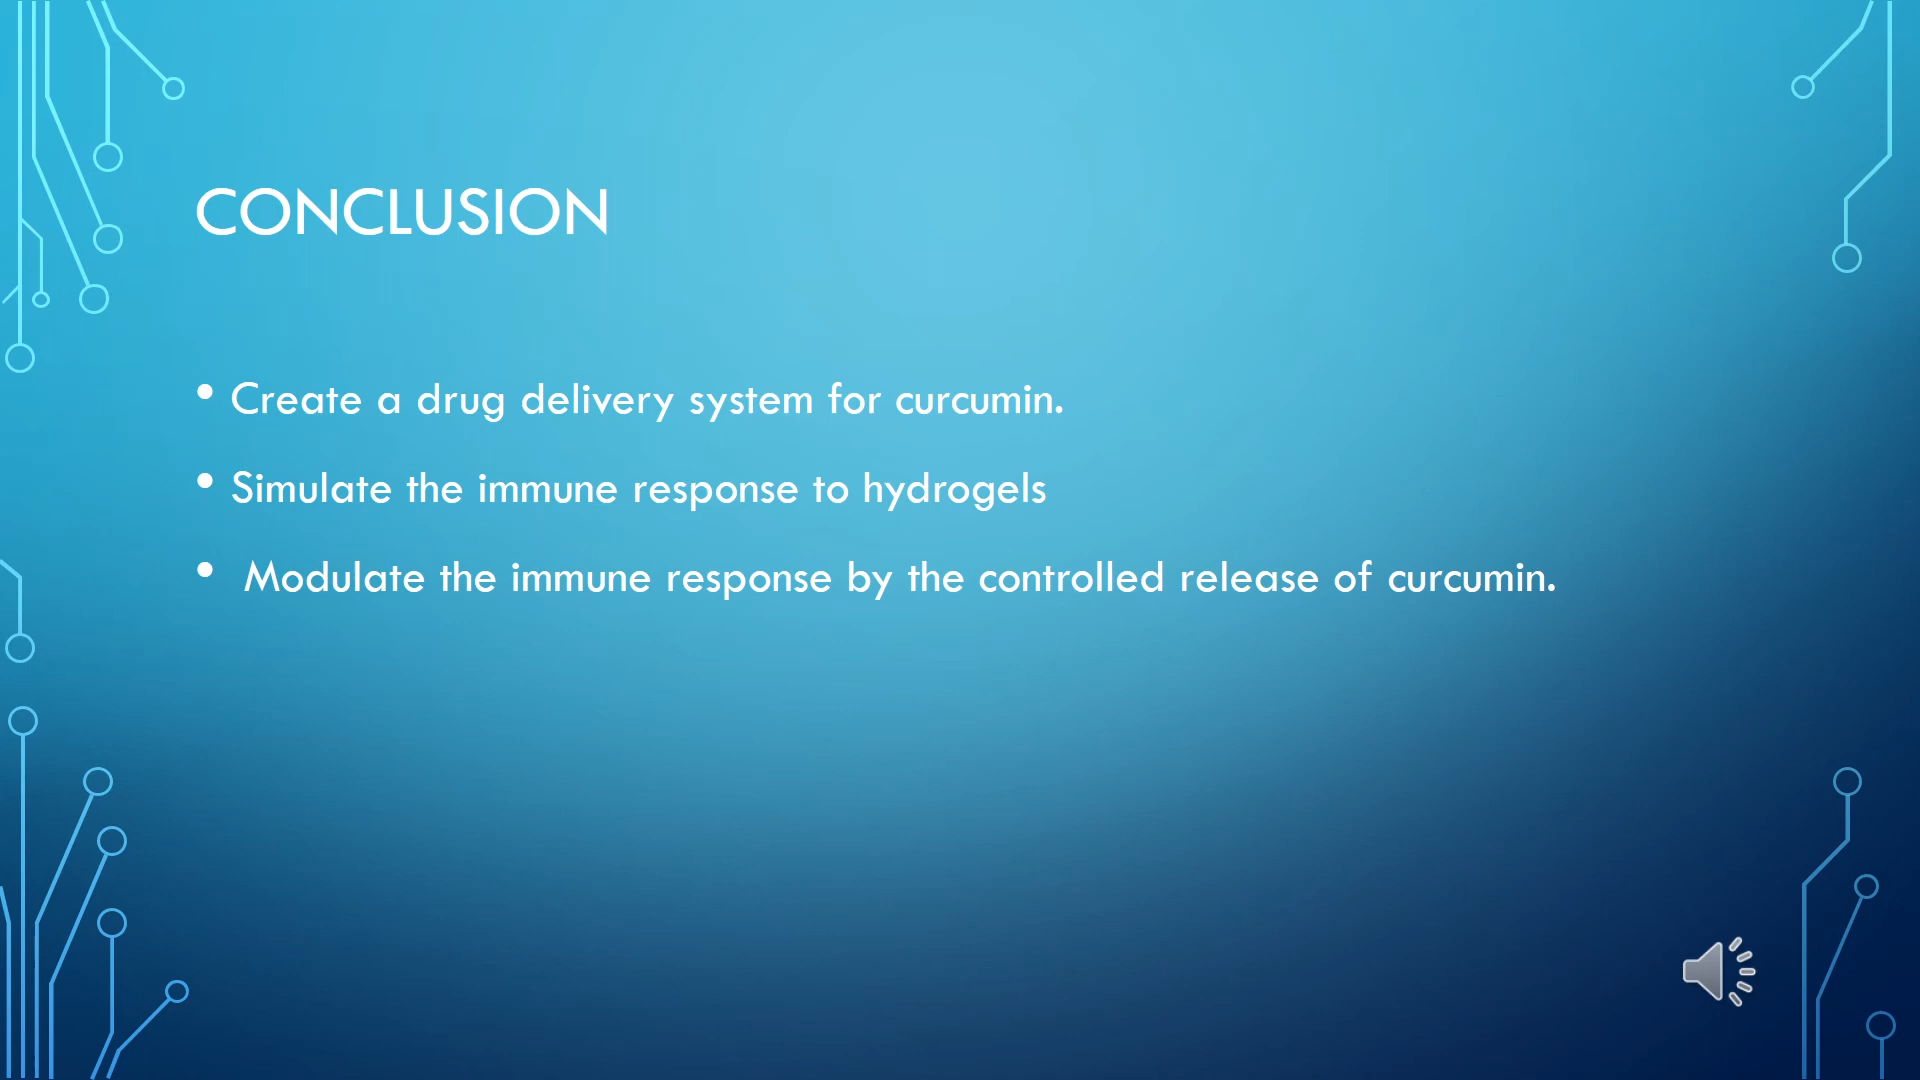 CONCLUSION
• Create a drug delivery system for curcumin.
• Simulate the immune response to hydrogels
• Modulate the immune response by the controlled release of curcumin.